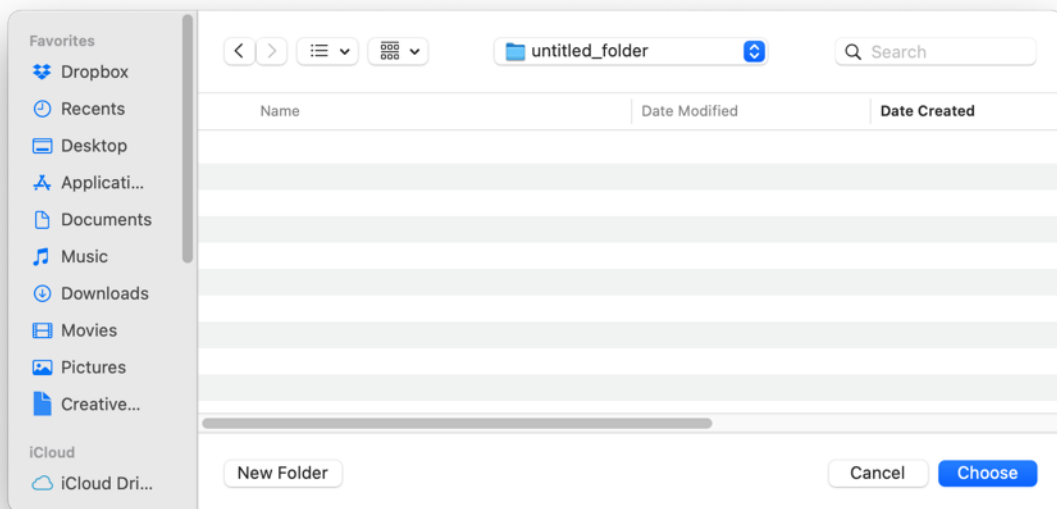 Favorites
Dropbox
Recents
Desktop
Applicati...
Documents
Music
Downloads
Movies
Pictures
Creative...
iCloud
iCloud Dri...
untitled_folder
Search
Name Date Modified Date Created
New Folder Cancel Choose